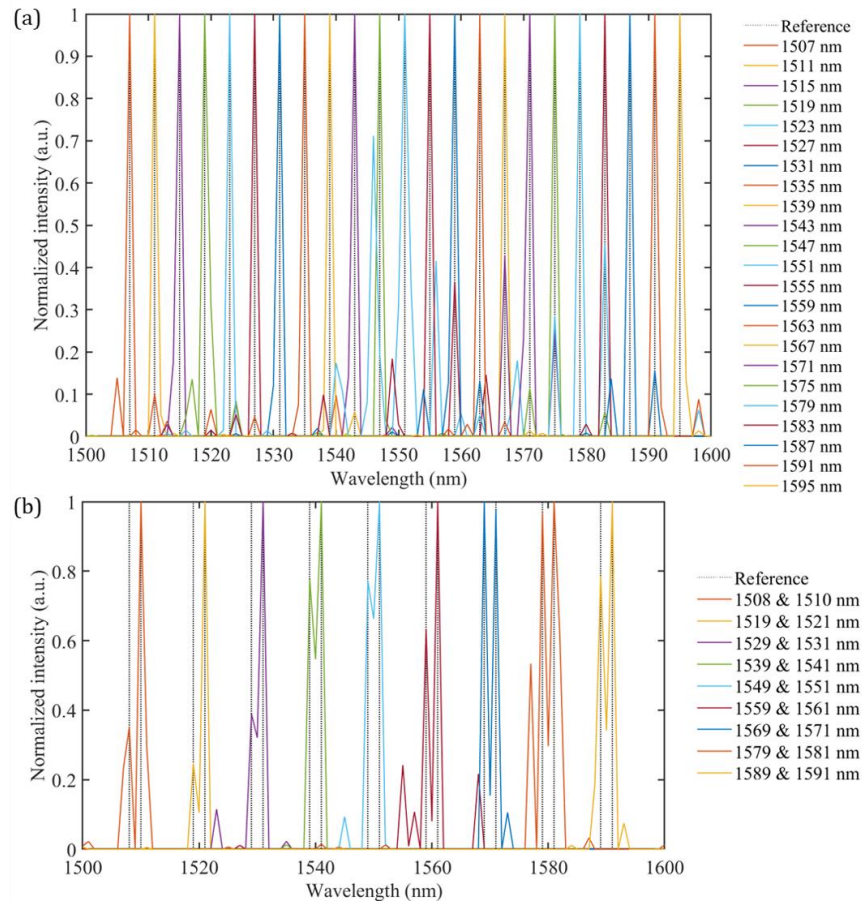 (a)
1
0.9
0.8
0.7
0.6
0.5
0.4
0.3
0.2
0.1
0
Normalized intensity (a.u.)
1500 1510 1520 1530 1540 1550 1560 1570 1580 1590 1600
Wavelength (nm)
Reference
1507 nm
1511 nm
1515 nm
1519 nm
1523 nm
1527 nm
1531 nm
1535 nm
1539 nm
1543 nm
1547 nm
1551 nm
1555 nm
1559 nm
1563 nm
1567 nm
1571 nm
1575 nm
1579 nm
1583 nm
1587 nm
1591 nm
1595 nm
(b)
1
0.8
0.6
0.4
0.2
0
Normalized intensity (a.u.)
1500 1520 1540 1560 1580 1600
Wavelength (nm)
Reference
1508 & 1510 nm
1519 & 1521 nm
1529 & 1531 nm
1539 & 1541 nm
1549 & 1551 nm
1559 & 1561 nm
1569 & 1571 nm
1579 & 1581 nm
1589 & 1591 nm